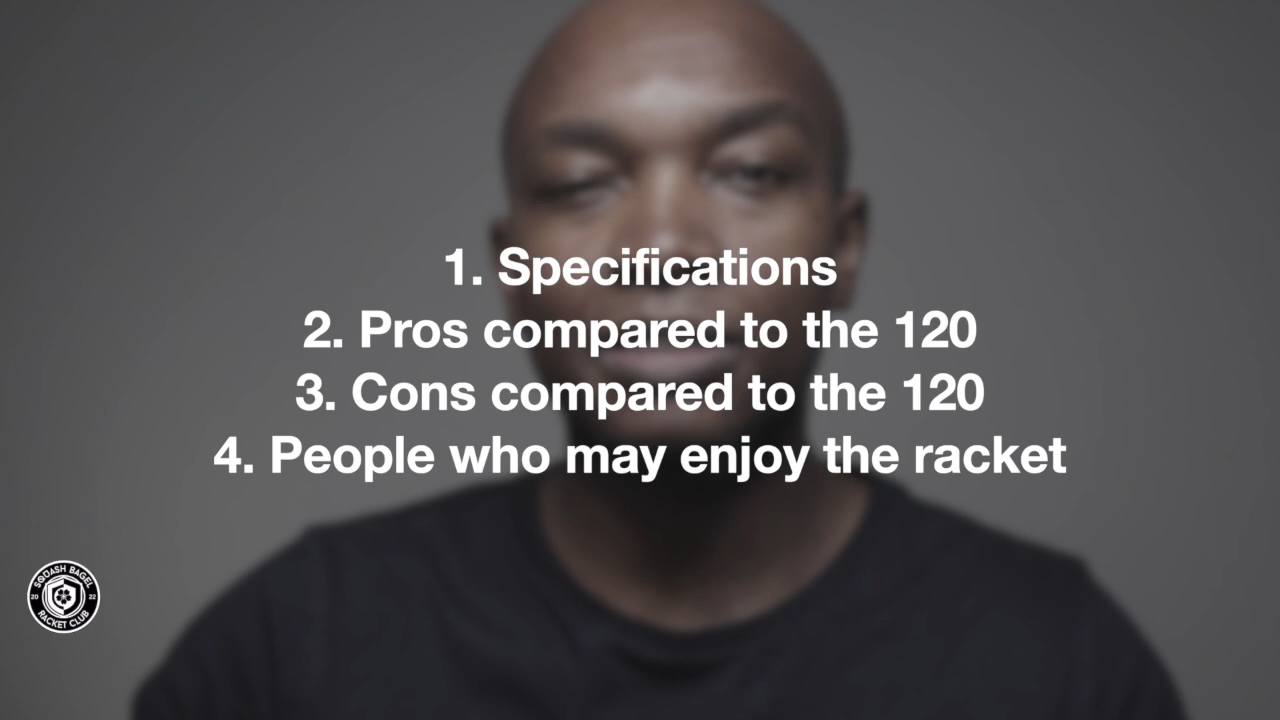 1. Specifications
2. Pros compared to the 120
3. Cons compared to the 120
4. People who may enjoy the racket
SQUASH BAGEL
20 22
RACKET CLUB